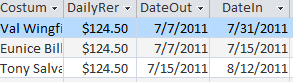 Costum DailyRer DateOut DateIn
Val Wingfi $124.50 7/7/2011 7/31/2011
Eunice Bill $124.50 7/7/2011 7/15/2011
Tony Salva $124.50 7/15/2011 8/12/2011